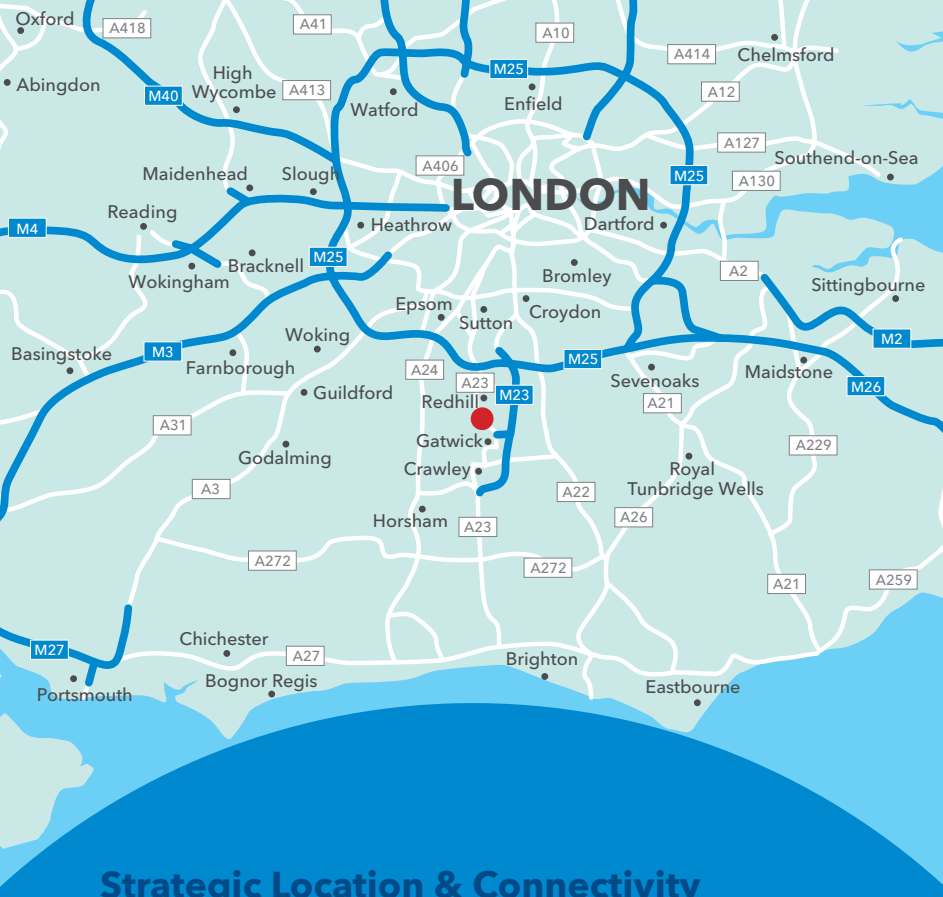 Oxford
A418
A41
A10
A414
Chelmsford
Abingdon
High
Wycombe
M40
A413
Watford
M25
Enfield
A12
A127
Southend-on-Sea
A406
M25
A130
Maidenhead
Slough
LONDON
Reading
M4
Heathrow
Dartford
Wokingham
Bracknell
M25
Bromley
A2
Sittingbourne
Epsom
Sutton
Croydon
Woking
M2
Basingstoke
M3
Farnborough
A24
A23
M25
Sevenoaks
Maidstone
M26
Guildford
Redhill
M23
A21
A31
Gatwick
A229
Godalming
Crawley
Royal
Tunbridge Wells
A3
A22
Horsham
A23
A26
A272
A272
A21
A259
M27
Chichester
A27
Brighton
Portsmouth
Bognor Regis
Eastbourne
Strategic Location & Connectivity